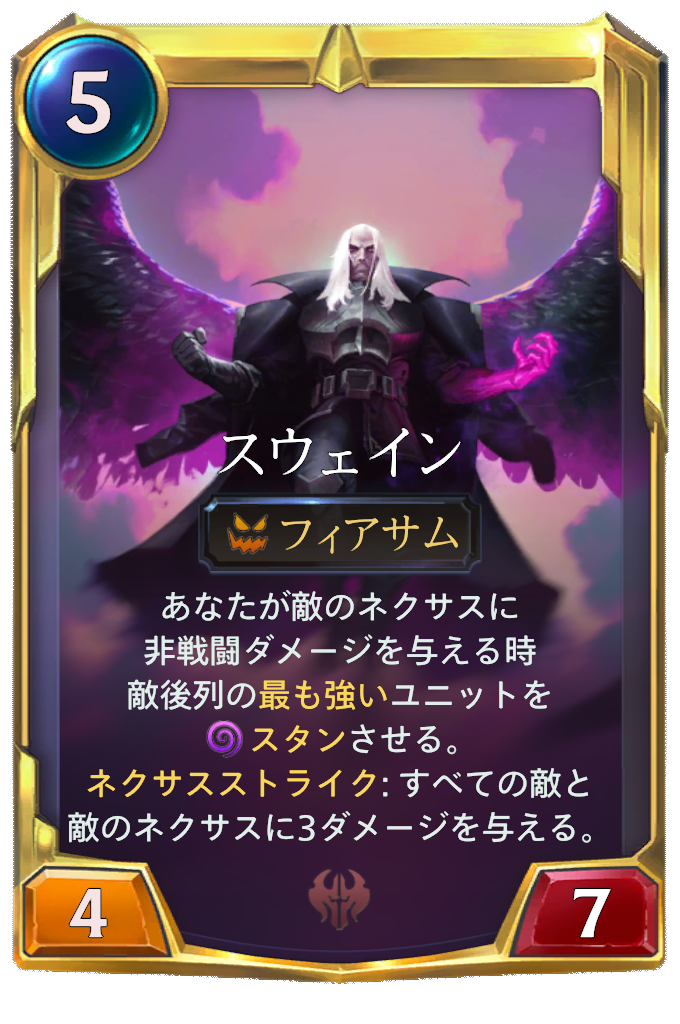 5
スウェイン
フィアサム
あなたが敵のネクサスに
非戦闘ダメージを与える時
敵後列の最も強いユニットを
スタンさせる。
ネクサスストライク: すべての敵と
敵のネクサスに3ダメージを与える。
4
7